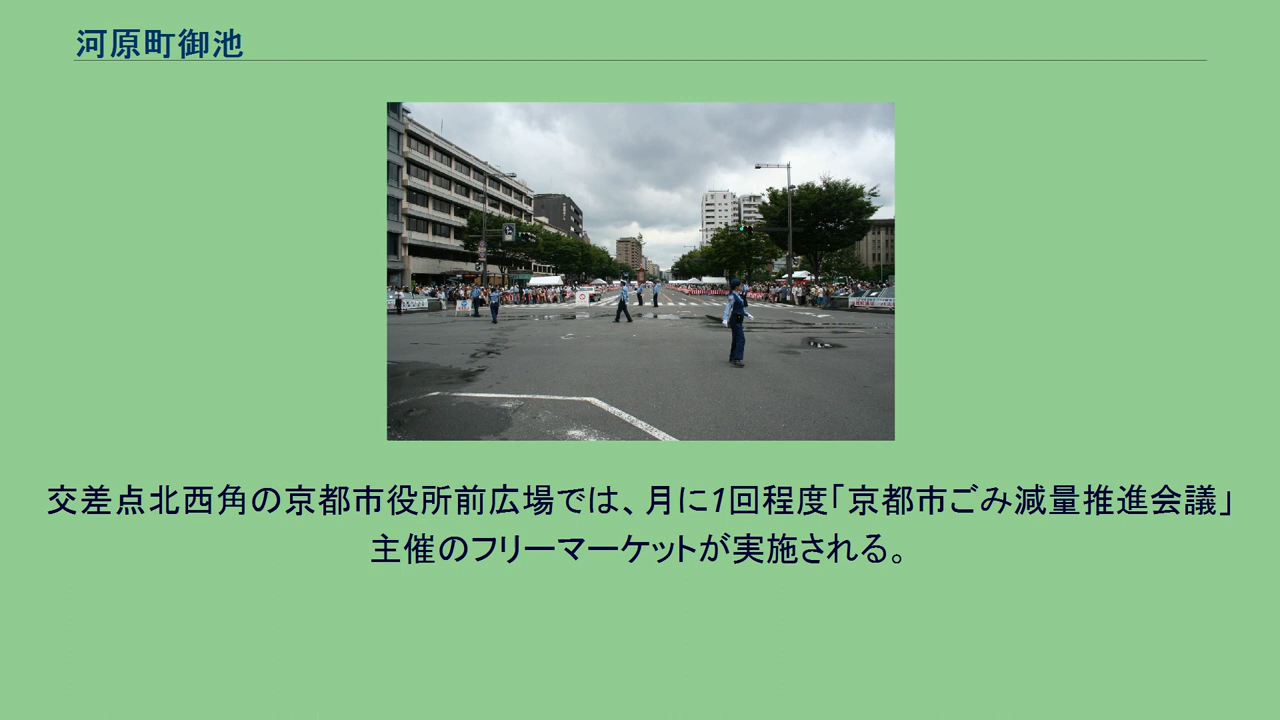 河原町御池
交差点北西角の京都市役所前広場では、月に1回程度「京都市ごみ減量推進会議」
主催のフリーマーケットが実施される。